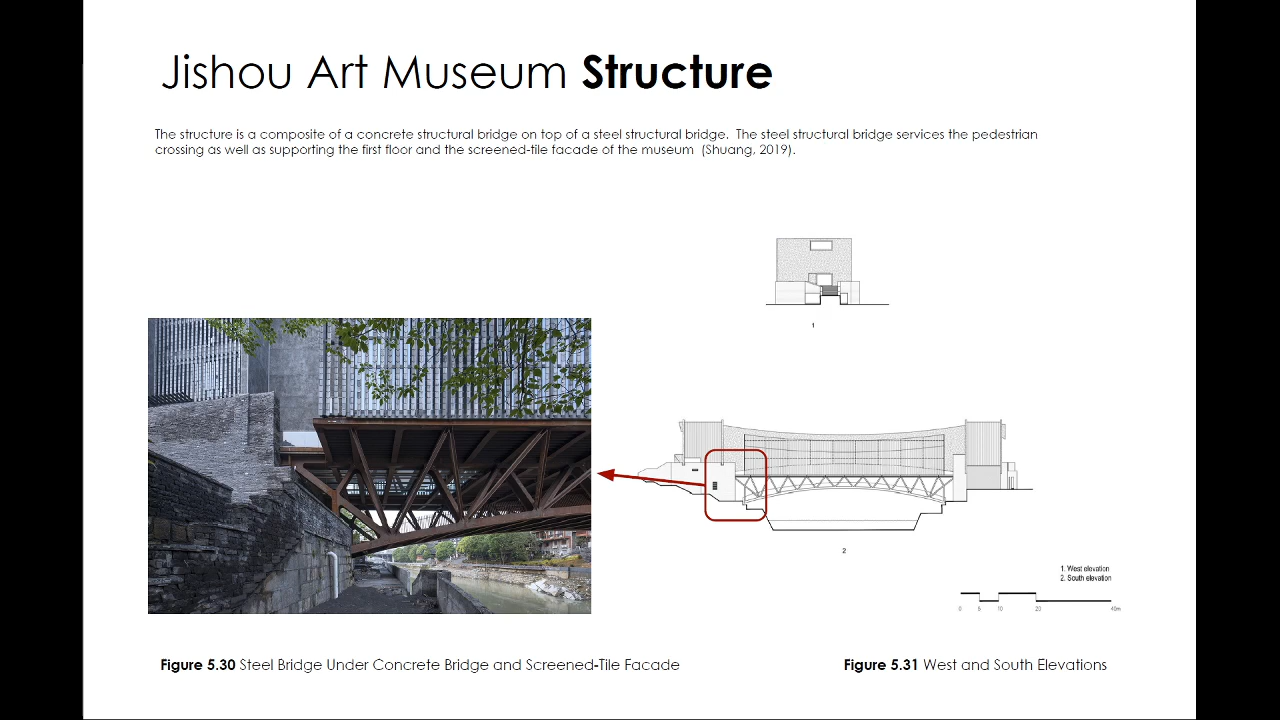 Jishou Art Museum Structure
The structure is a composite of a concrete structural bridge on top of a steel structural bridge. The steel structural bridge services the pedestrian
crossing as well as supporting the first floor and the screened-tile facade of the museum (Shuang, 2019).
1
2
1. West elevation
2. South elevation
0 5 10 20 40m
Figure 5.30 Steel Bridge Under Concrete Bridge and Screened-Tile Facade
Figure 5.31 West and South Elevations